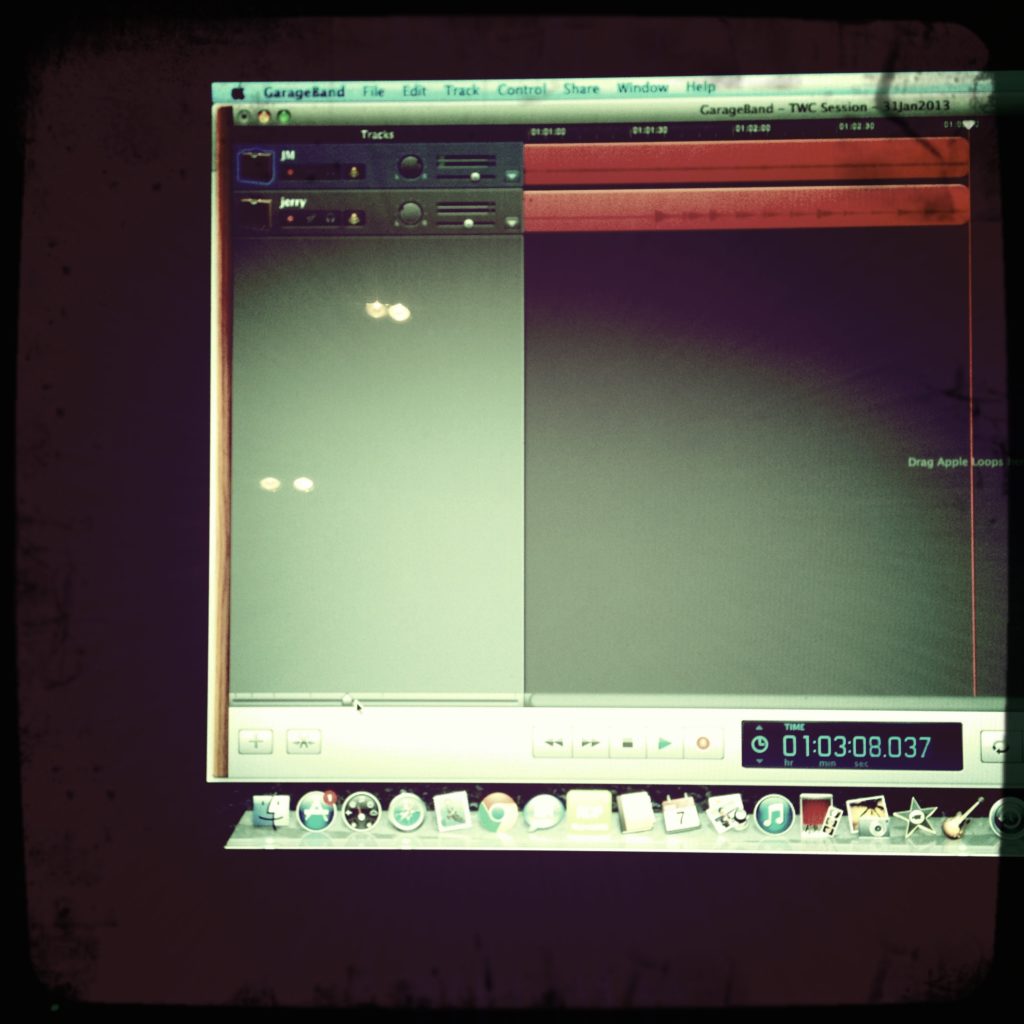 GarageBand File Edit Track Control Share Window Help
GarageBand - TWC Session - 31Jan2013
Tracks
01:01:00 01:01:30 01:02:00 01:02:30
JM
jerry
Drag Apple Loops
TIME
01:03:08.037
hr min sec
7